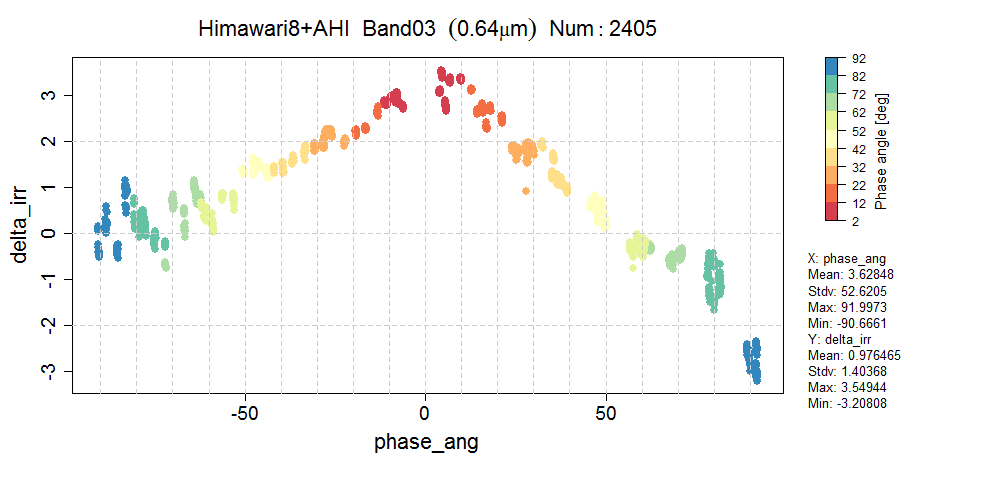 Himawari8+AHI Band03 (0.64μm) Num : 2405
delta_irr
3
2
1
0
-1
-2
-3
-50
0
50
phase_ang
92
82
72
62
52
42
32
22
12
2
Phase angle [deg]
X: phase_ang
Mean: 3.62848
Stdv: 52.6205
Max: 91.9973
Min: -90.6661
Y: delta_irr
Mean: 0.976465
Stdv: 1.40368
Max: 3.54944
Min: -3.20808